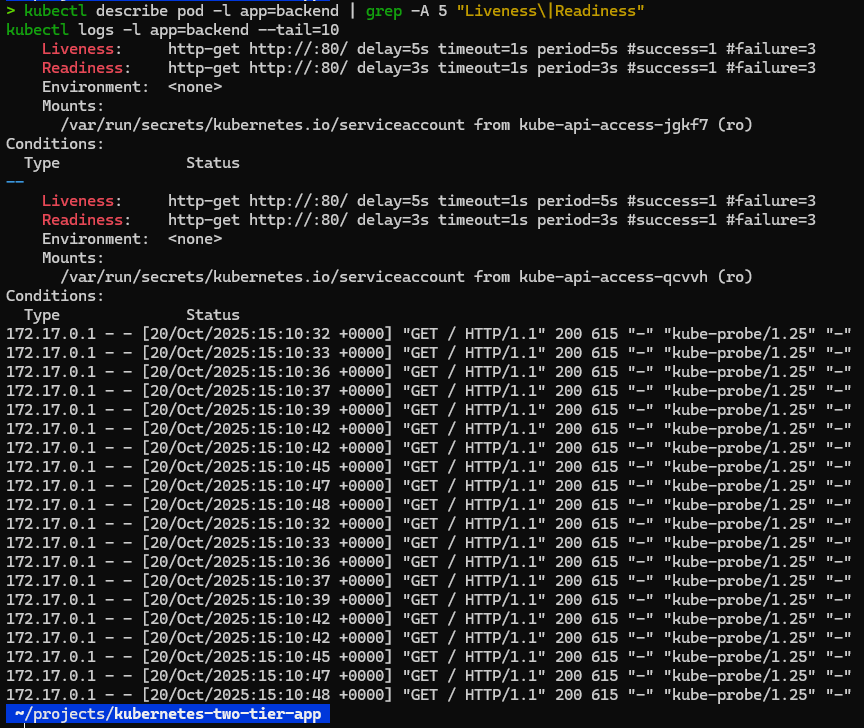 > kubectl describe pod -l app=backend | grep -A 5 "Liveness\|Readiness"
kubectl logs -l app=backend --tail=10
    Liveness:     http-get http://:80/ delay=5s timeout=1s period=5s #success=1 #failure=3
    Readiness:    http-get http://:80/ delay=3s timeout=1s period=3s #success=1 #failure=3
    Environment:  <none>
    Mounts:
      /var/run/secrets/kubernetes.io/serviceaccount from kube-api-access-jgkf7 (ro)
Conditions:
  Type              Status
--
    Liveness:     http-get http://:80/ delay=5s timeout=1s period=5s #success=1 #failure=3
    Readiness:    http-get http://:80/ delay=3s timeout=1s period=3s #success=1 #failure=3
    Environment:  <none>
    Mounts:
      /var/run/secrets/kubernetes.io/serviceaccount from kube-api-access-qcvvh (ro)
Conditions:
  Type              Status
172.17.0.1 - - [20/Oct/2025:15:10:32 +0000] "GET / HTTP/1.1" 200 615 "-" "kube-probe/1.25" "-"
172.17.0.1 - - [20/Oct/2025:15:10:33 +0000] "GET / HTTP/1.1" 200 615 "-" "kube-probe/1.25" "-"
172.17.0.1 - - [20/Oct/2025:15:10:36 +0000] "GET / HTTP/1.1" 200 615 "-" "kube-probe/1.25" "-"
172.17.0.1 - - [20/Oct/2025:15:10:37 +0000] "GET / HTTP/1.1" 200 615 "-" "kube-probe/1.25" "-"
172.17.0.1 - - [20/Oct/2025:15:10:39 +0000] "GET / HTTP/1.1" 200 615 "-" "kube-probe/1.25" "-"
172.17.0.1 - - [20/Oct/2025:15:10:42 +0000] "GET / HTTP/1.1" 200 615 "-" "kube-probe/1.25" "-"
172.17.0.1 - - [20/Oct/2025:15:10:42 +0000] "GET / HTTP/1.1" 200 615 "-" "kube-probe/1.25" "-"
172.17.0.1 - - [20/Oct/2025:15:10:45 +0000] "GET / HTTP/1.1" 200 615 "-" "kube-probe/1.25" "-"
172.17.0.1 - - [20/Oct/2025:15:10:47 +0000] "GET / HTTP/1.1" 200 615 "-" "kube-probe/1.25" "-"
172.17.0.1 - - [20/Oct/2025:15:10:48 +0000] "GET / HTTP/1.1" 200 615 "-" "kube-probe/1.25" "-"
172.17.0.1 - - [20/Oct/2025:15:10:32 +0000] "GET / HTTP/1.1" 200 615 "-" "kube-probe/1.25" "-"
172.17.0.1 - - [20/Oct/2025:15:10:33 +0000] "GET / HTTP/1.1" 200 615 "-" "kube-probe/1.25" "-"
172.17.0.1 - - [20/Oct/2025:15:10:36 +0000] "GET / HTTP/1.1" 200 615 "-" "kube-probe/1.25" "-"
172.17.0.1 - - [20/Oct/2025:15:10:37 +0000] "GET / HTTP/1.1" 200 615 "-" "kube-probe/1.25" "-"
172.17.0.1 - - [20/Oct/2025:15:10:39 +0000] "GET / HTTP/1.1" 200 615 "-" "kube-probe/1.25" "-"
172.17.0.1 - - [20/Oct/2025:15:10:42 +0000] "GET / HTTP/1.1" 200 615 "-" "kube-probe/1.25" "-"
172.17.0.1 - - [20/Oct/2025:15:10:42 +0000] "GET / HTTP/1.1" 200 615 "-" "kube-probe/1.25" "-"
172.17.0.1 - - [20/Oct/2025:15:10:45 +0000] "GET / HTTP/1.1" 200 615 "-" "kube-probe/1.25" "-"
172.17.0.1 - - [20/Oct/2025:15:10:47 +0000] "GET / HTTP/1.1" 200 615 "-" "kube-probe/1.25" "-"
172.17.0.1 - - [20/Oct/2025:15:10:48 +0000] "GET / HTTP/1.1" 200 615 "-" "kube-probe/1.25" "-"
~/projects/kubernetes-two-tier-app